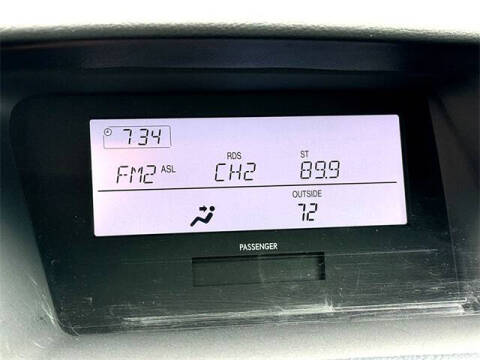 7:34
RDS ST
FM2 ASL CH2 89.9
OUTSIDE
72
PASSENGER